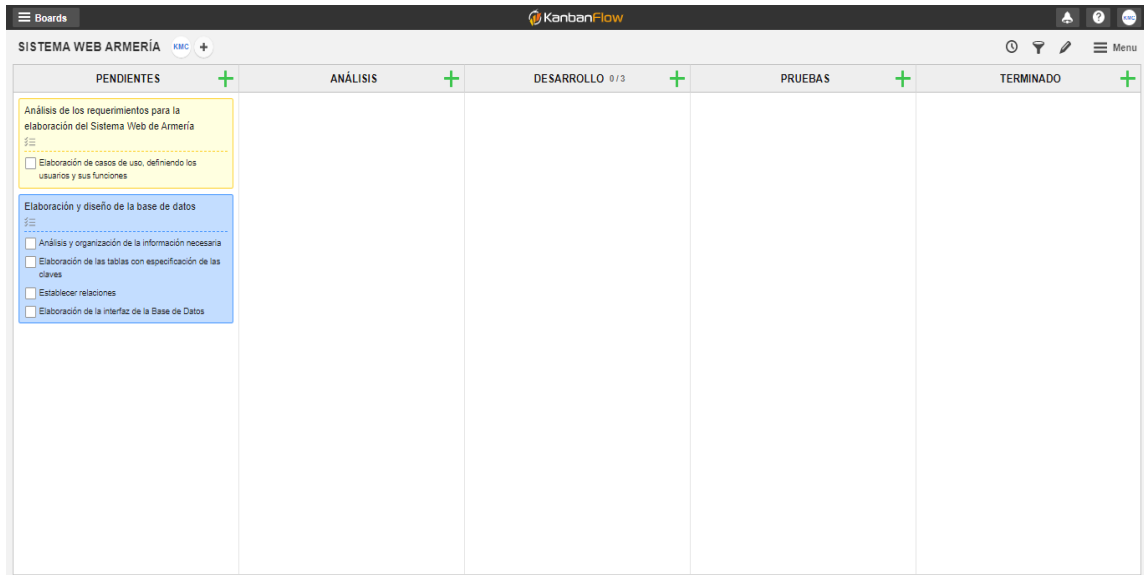 Boards
KanbanFlow
? KMC
SISTEMA WEB ARMERÍA KMC +
Menu
PENDIENTES
ANÁLISIS
DESARROLLO 0/3
PRUEBAS
TERMINADO
Análisis de los requerimientos para la
elaboración del Sistema Web de Armería
Elaboración de casos de uso, definiendo los
usuarios y sus funciones
Elaboración y diseño de la base de datos
Análisis y organización de la información necesaria
Elaboración de las tablas con especificación de las
claves
Establecer relaciones
Elaboración de la interfaz de la Base de Datos